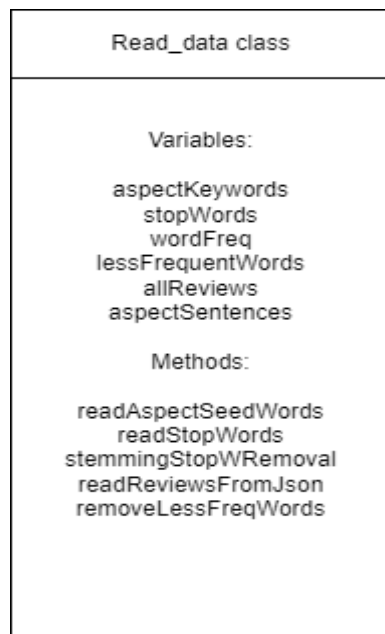 Read_data class
Variables:
aspectKeywords
stopWords
wordFreq
lessFrequentWords
allReviews
aspectSentences
Methods:
readAspectSeedWords
readStopWords
stemmingStopWRemoval
readReviewsFromJson
removeLessFreqWords